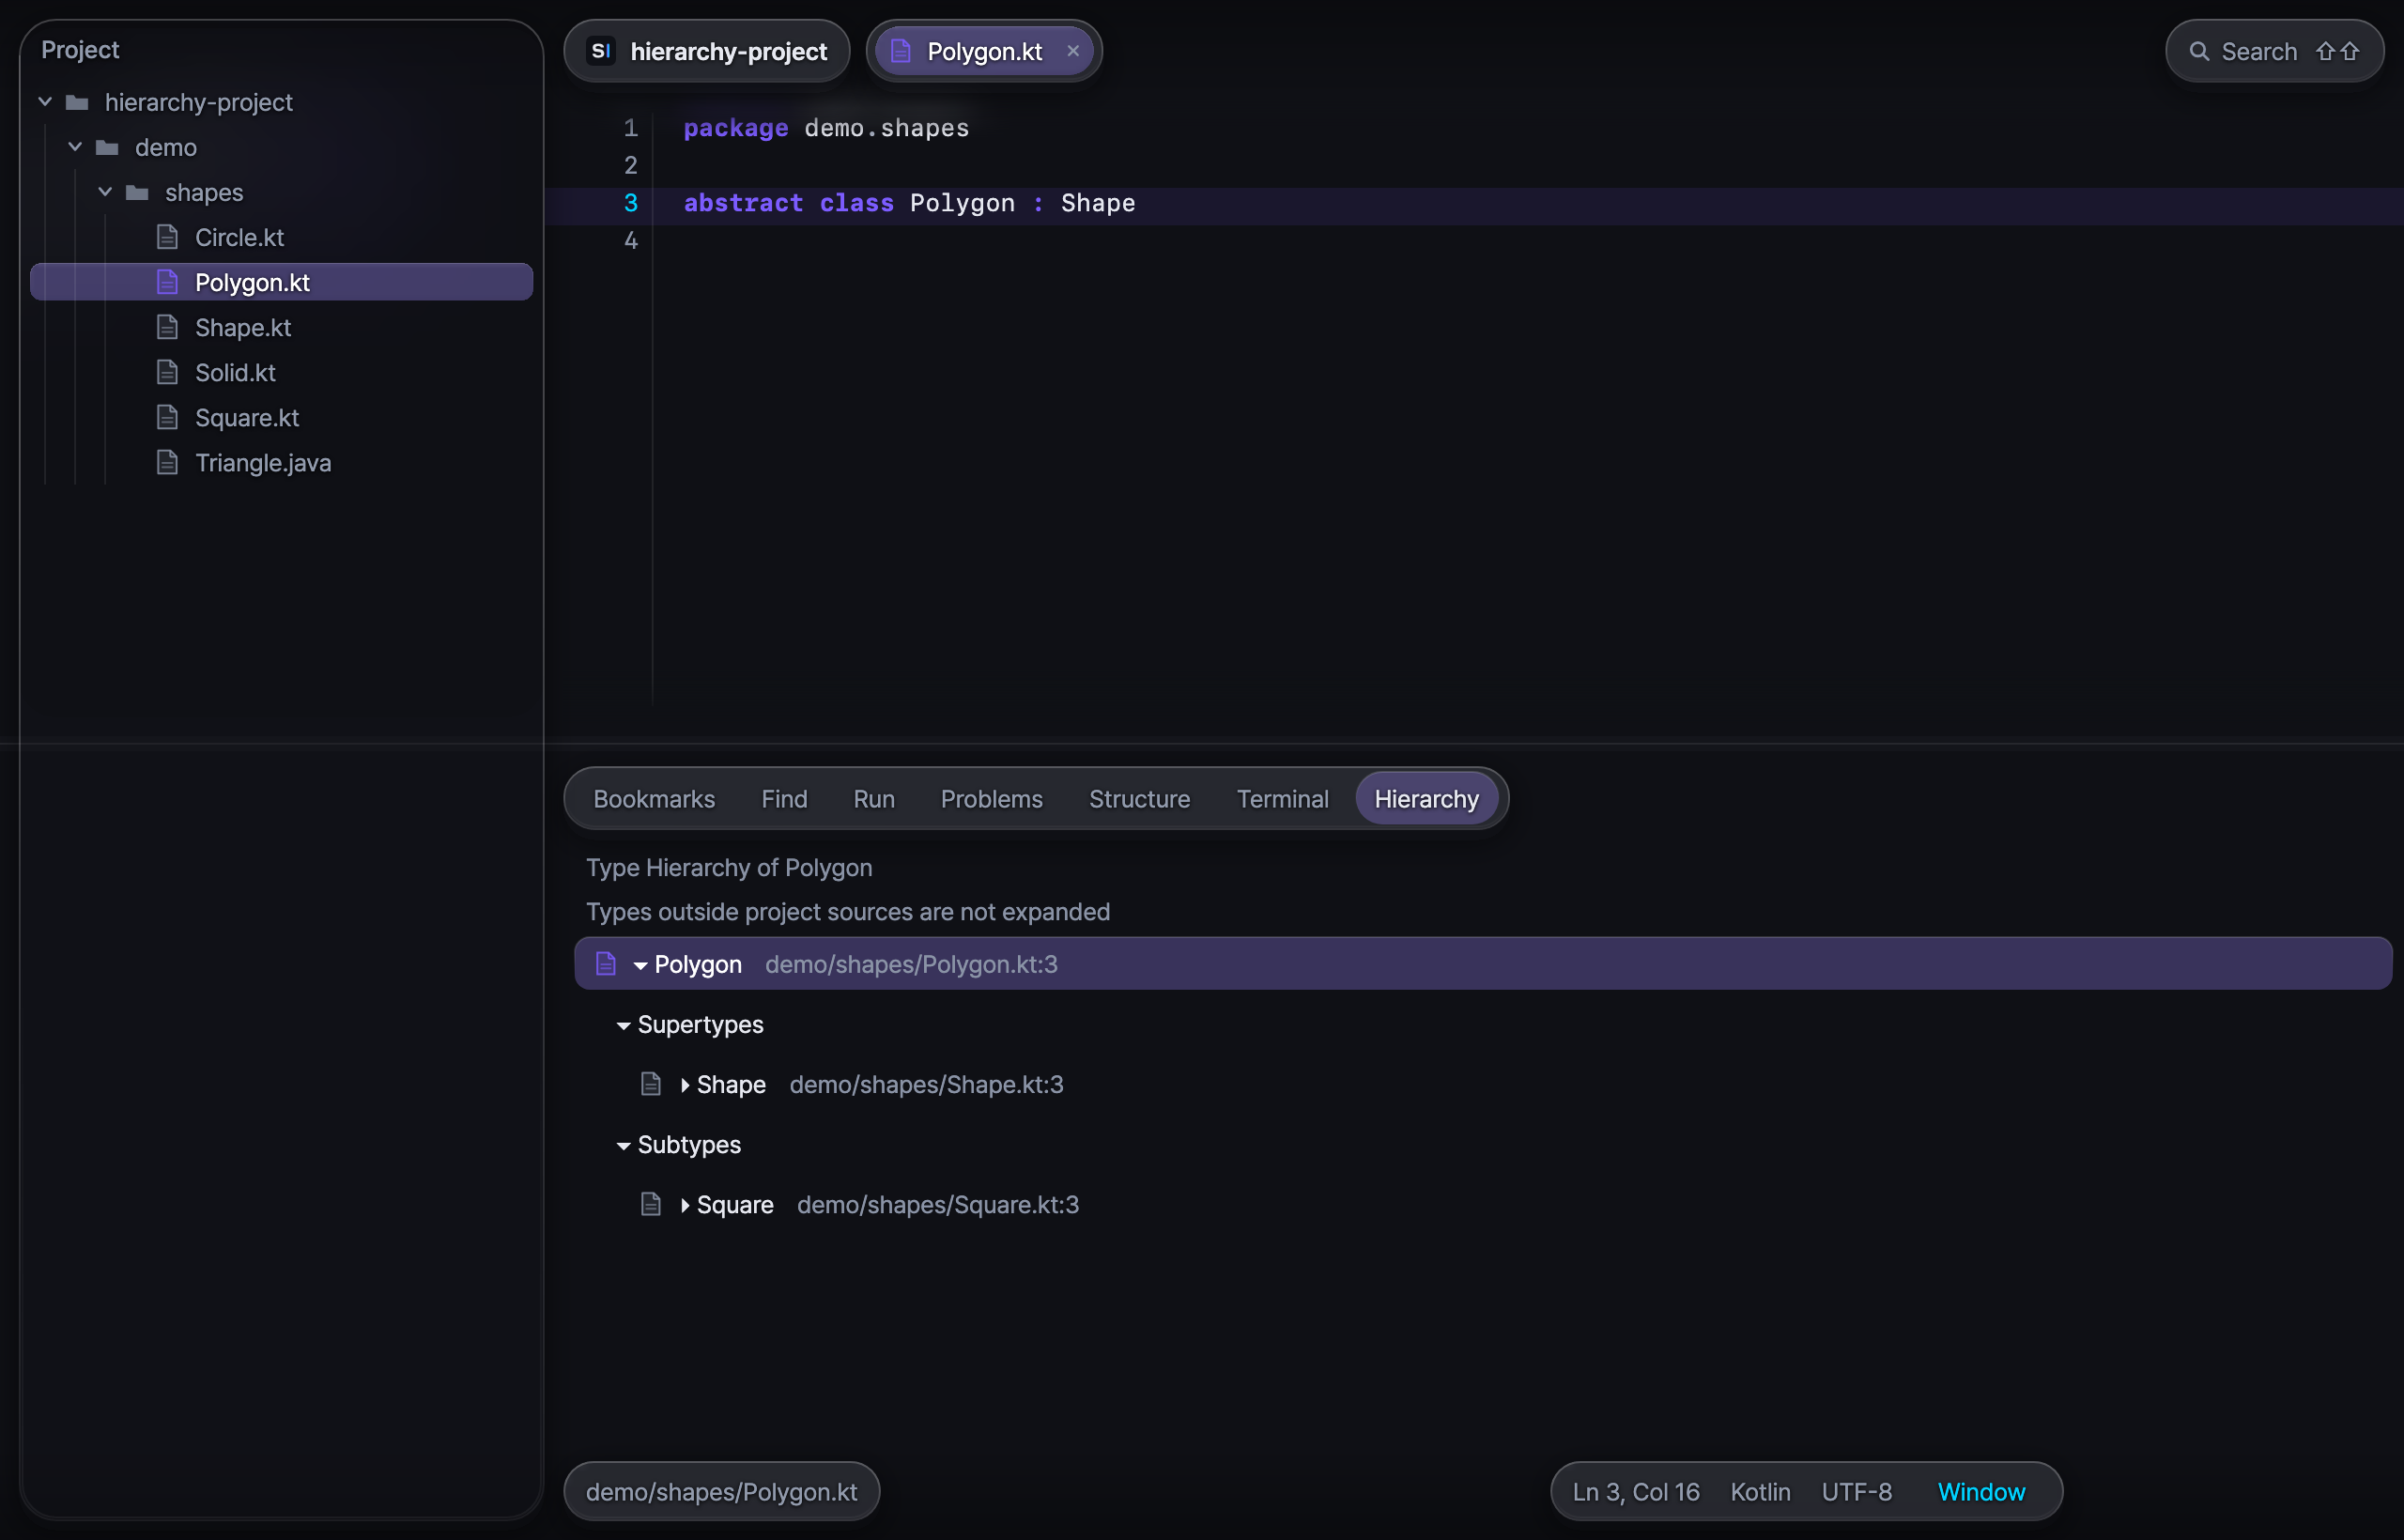 Project
hierarchy-project
demo
shapes
Circle.kt
Polygon.kt
Shape.kt
Solid.kt
Square.kt
Triangle.java
SI hierarchy-project
Polygon.kt ×
Search ⇧⇧
1 package demo.shapes
2
3 abstract class Polygon : Shape
4
Bookmarks Find Run Problems Structure Terminal Hierarchy
Type Hierarchy of Polygon
Types outside project sources are not expanded
Polygon demo/shapes/Polygon.kt:3
Supertypes
Shape demo/shapes/Shape.kt:3
Subtypes
Square demo/shapes/Square.kt:3
demo/shapes/Polygon.kt
Ln 3, Col 16 Kotlin UTF-8 Window